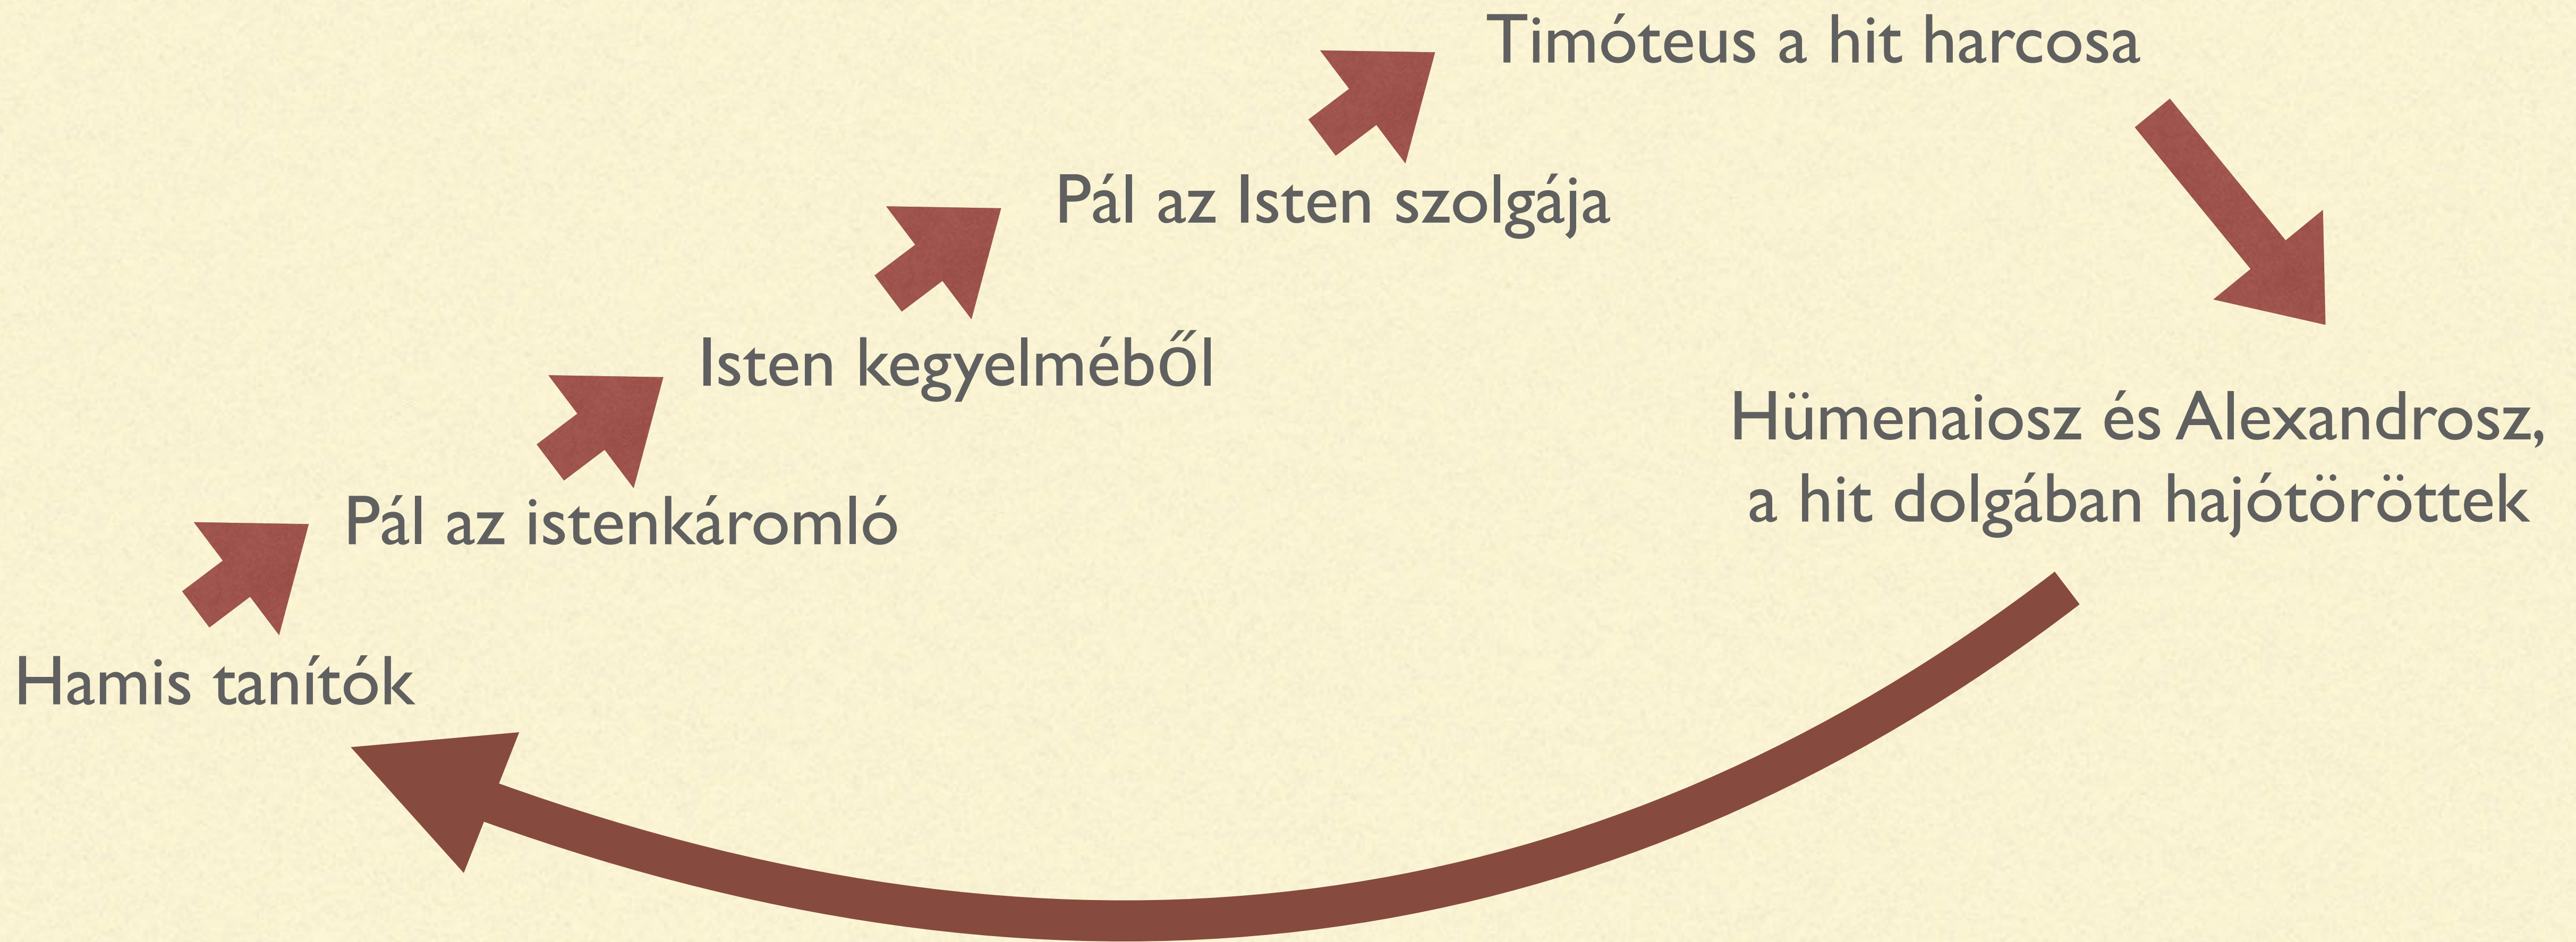 Timóteus a hit harcosa
Pál az Isten szolgája
Isten kegyelméből
Hümenaiosz és Alexandrosz,
a hit dolgában hajótöröttek
Pál az istenkáromló
Hamis tanítók